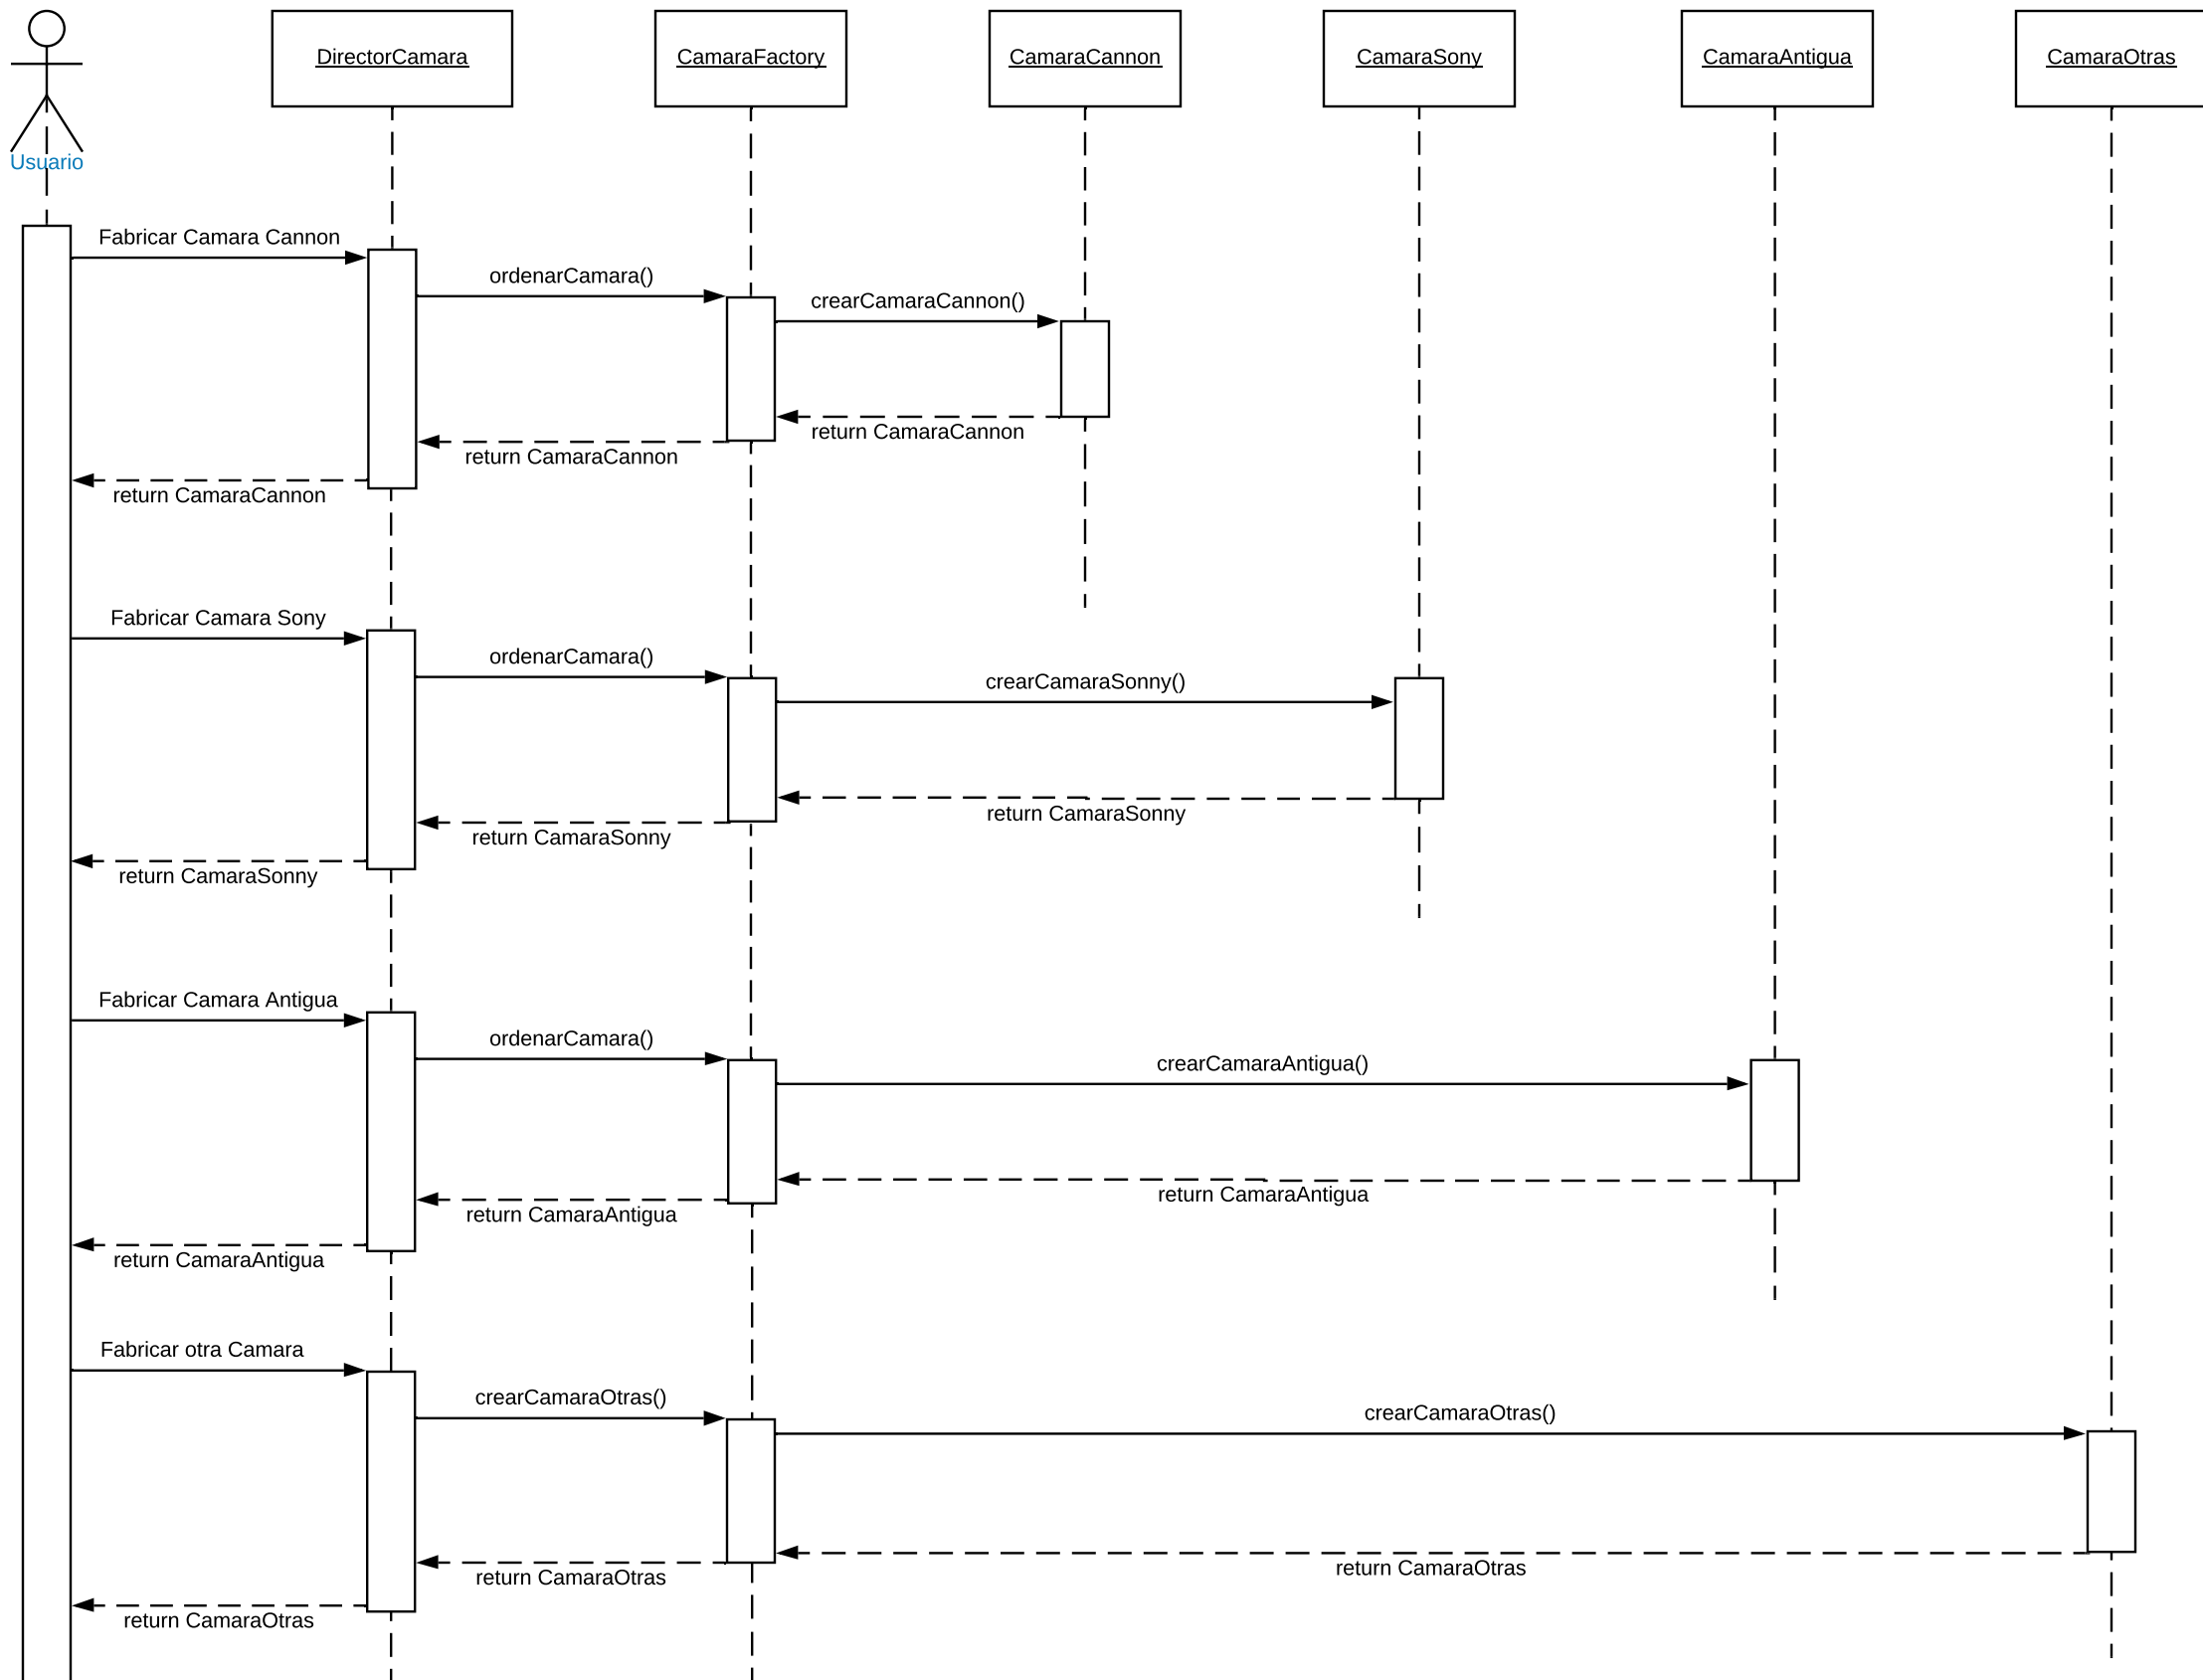 DirectorCamara
CamaraFactory
CamaraCannon
CamaraSony
CamaraAntigua
CamaraOtras
Usuario
Fabricar Camara Cannon
ordenarCamara()
crearCamaraCannon()
return CamaraCannon
return CamaraCannon
return CamaraCannon
Fabricar Camara Sony
ordenarCamara()
crearCamaraSonny()
return CamaraSonny
return CamaraSonny
return CamaraSonny
Fabricar Camara Antigua
ordenarCamara()
crearCamaraAntigua()
return CamaraAntigua
return CamaraAntigua
return CamaraAntigua
Fabricar otra Camara
crearCamaraOtras()
crearCamaraOtras()
return CamaraOtras
return CamaraOtras
return CamaraOtras